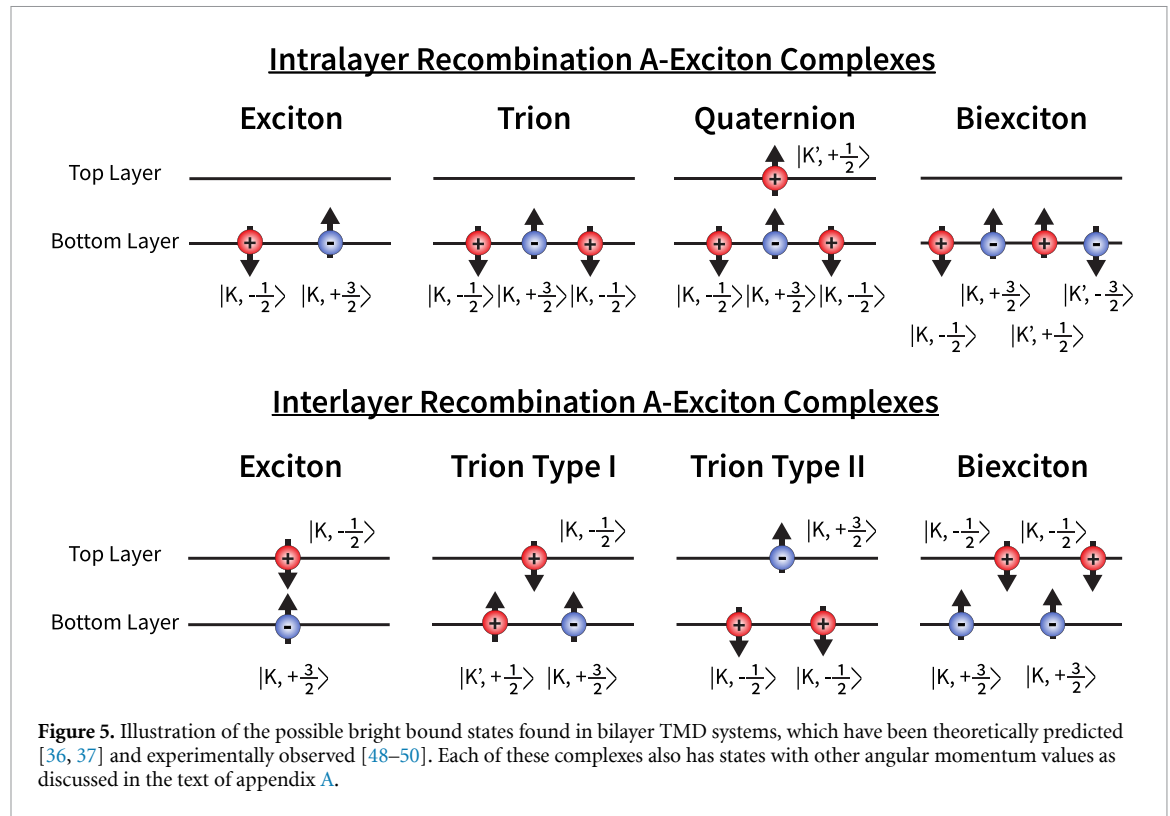 Intralayer Recombination A-Exciton Complexes
Exciton Trion Quaternion Biexciton
|K', +1/2⟩
Top Layer
+
Bottom Layer
+ - + - + + - + + - + -
|K, -1/2⟩ |K, +3/2⟩ |K, -1/2⟩ |K, +3/2⟩ |K, -1/2⟩ |K, -1/2⟩ |K, +3/2⟩ |K, -1/2⟩ |K, +3/2⟩ |K', -3/2⟩
|K, -1/2⟩ |K', +1/2⟩
Interlayer Recombination A-Exciton Complexes
Exciton Trion Type I Trion Type II Biexciton
|K, -1/2⟩ |K, -1/2⟩ |K, +3/2⟩ |K, -1/2⟩ |K, -1/2⟩
Top Layer
+ + - + +
Bottom Layer
- + - + + - -
|K, +3/2⟩ |K', +1/2⟩ |K, +3/2⟩ |K, -1/2⟩ |K, -1/2⟩ |K, +3/2⟩ |K, +3/2⟩
Figure 5. Illustration of the possible bright bound states found in bilayer TMD systems, which have been theoretically predicted
[36, 37] and experimentally observed [48–50]. Each of these complexes also has states with other angular momentum values as
discussed in the text of appendix A.